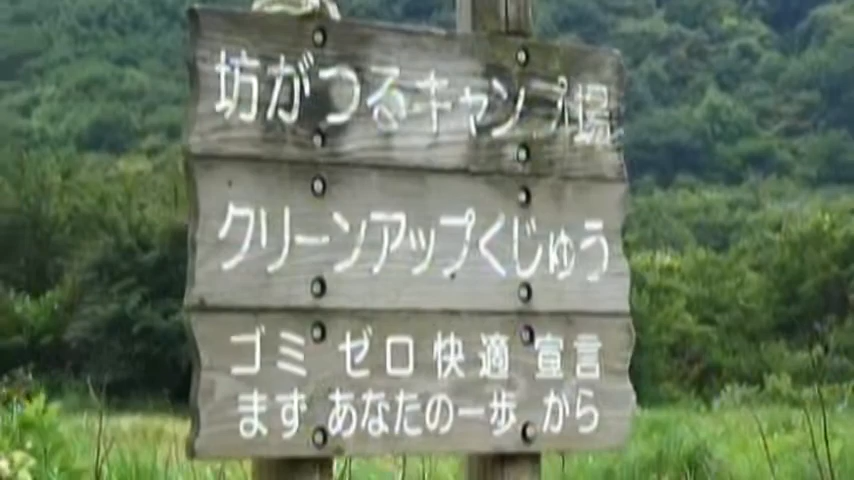 坊がつるキャンプ場
クリーンアップくじゅう
ゴミ ゼロ 快適 宣言
まず あなたの一歩 から